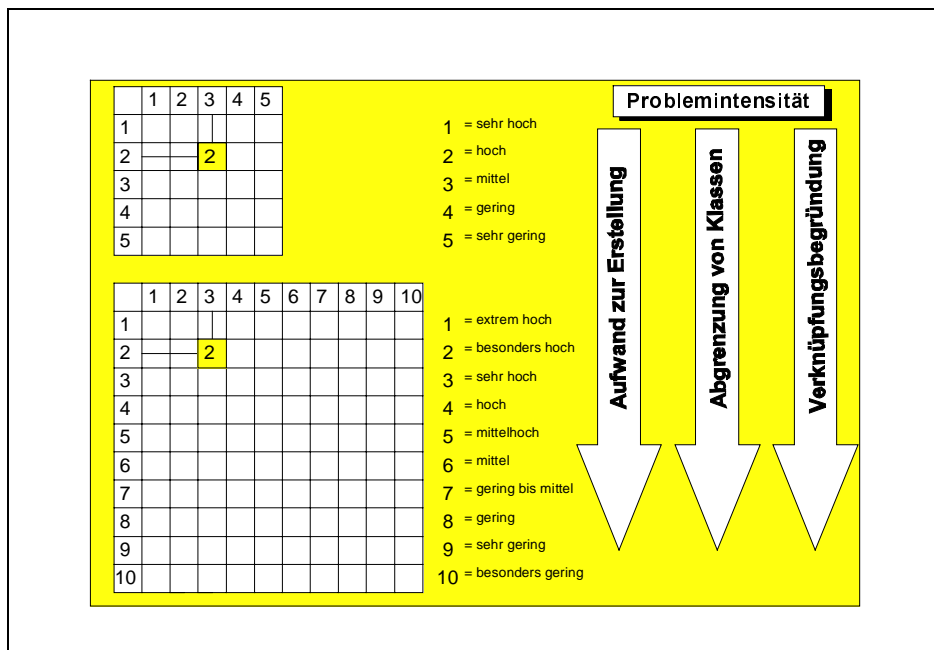 1 2 3 4 5
1
2 2
3
4
5
1 = sehr hoch
2 = hoch
3 = mittel
4 = gering
5 = sehr gering
1 2 3 4 5 6 7 8 9 10
1
2 2
3
4
5
6
7
8
9
10
1 = extrem hoch
2 = besonders hoch
3 = sehr hoch
4 = hoch
5 = mittelhoch
6 = mittel
7 = gering bis mittel
8 = gering
9 = sehr gering
10 = besonders gering
Problemintensität
Aufwand zur Erstellung
Abgrenzung von Klassen
Verknüpfungsbegründung